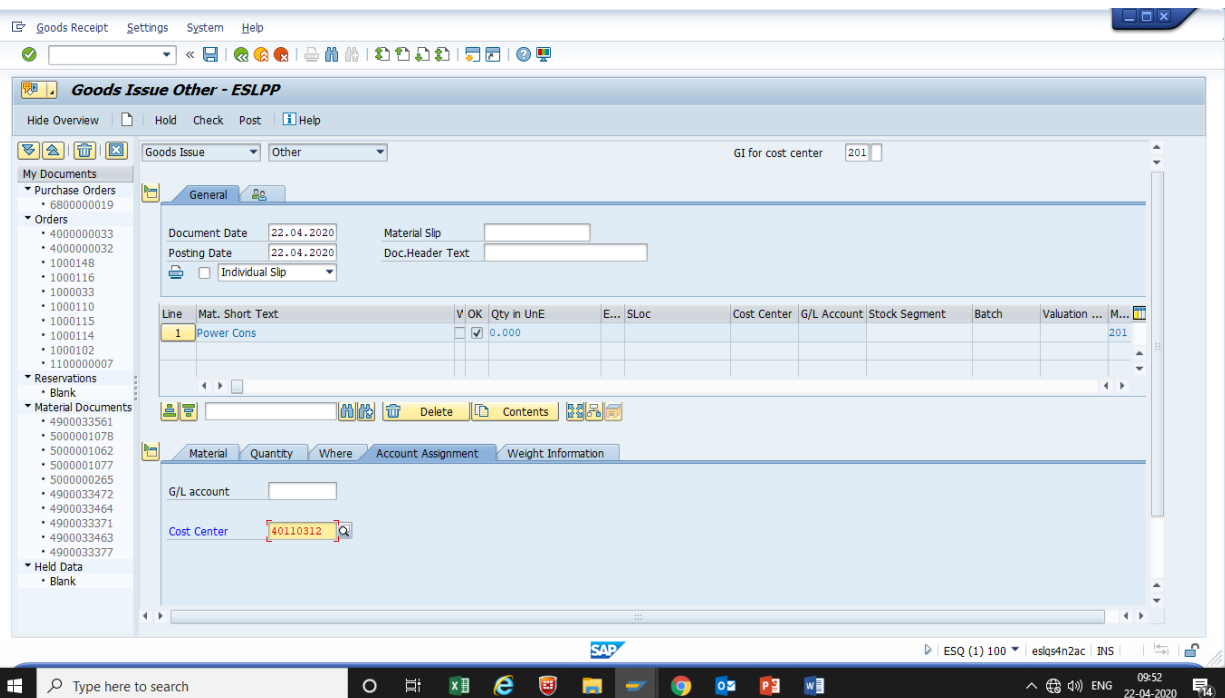 Goods Receipt Settings System Help
Goods Issue Other - ESLPP
Hide Overview Hold Check Post Help
Goods Issue Other GI for cost center 201
My Documents
Purchase Orders
6800000019
Orders
4000000033
4000000032
1000148
1000116
1000033
1000110
1000115
1000114
1000102
1100000007
Reservations
Blank
Material Documents
4900033561
5000001078
5000001062
5000001077
5000000265
4900033472
4900033464
4900033371
4900033463
4900033377
Held Data
Blank
General
Document Date 22.04.2020 Material Slip
Posting Date 22.04.2020 Doc.Header Text
Individual Slip
Line Mat. Short Text V OK Qty in UnE E... SLoc Cost Center G/L Account Stock Segment Batch Valuation ... M...
1 Power Cons 0.000 201
Delete Contents
Material Quantity Where Account Assignment Weight Information
G/L account
Cost Center 40110312
SAP
ESQ (1) 100 eslqs4n2ac INS
Type here to search
ENG
09:52
22-04-2020